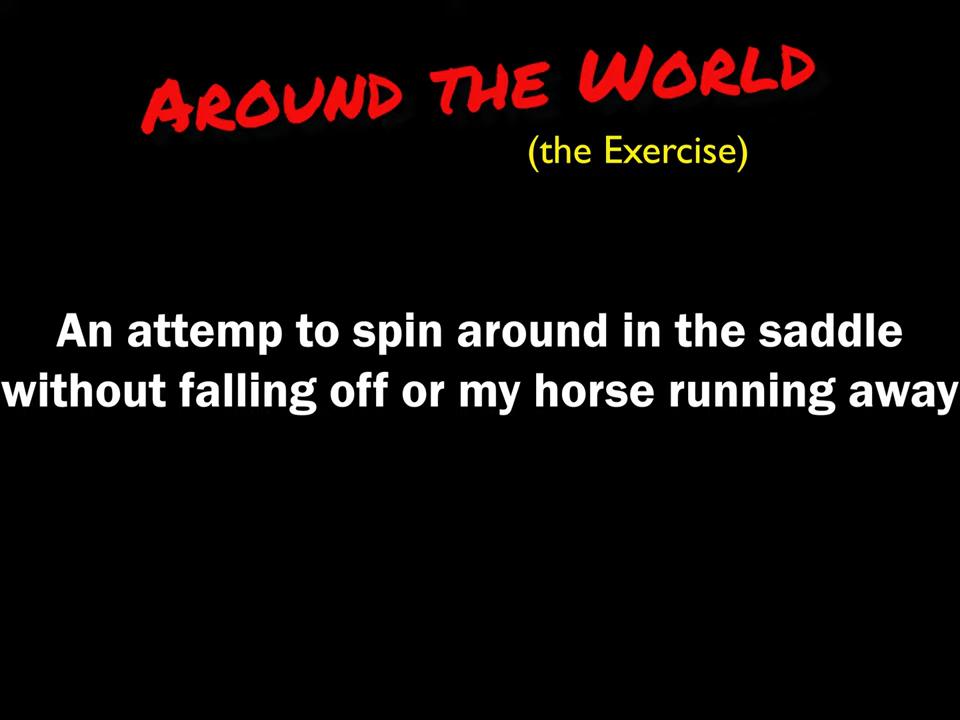 Around the World
(the Exercise)
An attemp to spin around in the saddle
without falling off or my horse running away